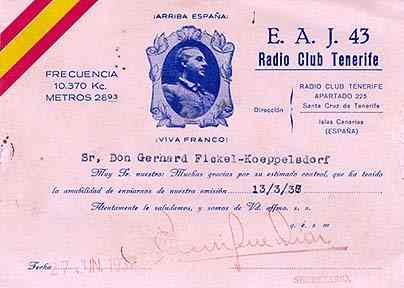 ¡ARRIBA ESPAÑA!
E. A. J. 43
Radio Club Tenerife
FRECUENCIA
10.370 Kc.
METROS 28'93
Dirección
RADIO CLUB TENERIFE
APARTADO 225
Santa Cruz de Tenerife
Islas Canarias
(ESPAÑA)
¡VIVA FRANCO!
Sr, Don Gerhard Fickel-Koeppelsdorf
Muy Sr. nuestro: Muchas gracias por su estimado control, que ha tenido
la amabilidad de enviarnos de nuestra emisión 13/3/38
Atentamente le saludamos, y somos de Vd. affmo. s. s.
q. e. s. m.
Fecha